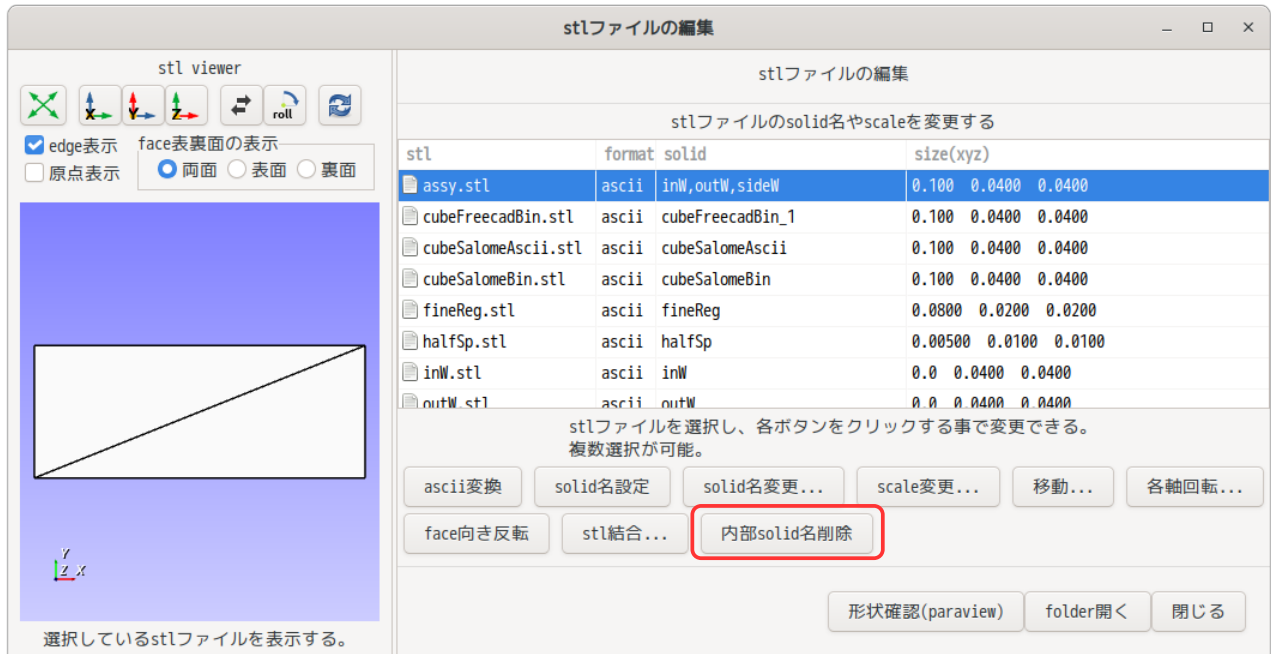 stlファイルの編集
stl viewer
X Y Z roll
edge表示
原点表示
face表裏面の表示
両面 表面 裏面
Y
Z X
選択しているstlファイルを表示する。
stlファイルの編集
stlファイルのsolid名やscaleを変更する
stl format solid size(xyz)
assy.stl ascii inW,outW,sideW 0.100 0.0400 0.0400
cubeFreecadBin.stl ascii cubeFreecadBin_1 0.100 0.0400 0.0400
cubeSalomeAscii.stl ascii cubeSalomeAscii 0.100 0.0400 0.0400
cubeSalomeBin.stl ascii cubeSalomeBin 0.100 0.0400 0.0400
fineReg.stl ascii fineReg 0.0800 0.0200 0.0200
halfSp.stl ascii halfSp 0.00500 0.0100 0.0100
inW.stl ascii inW 0.0 0.0400 0.0400
outW.stl ascii outW 0.0 0.0400 0.0400
stlファイルを選択し、各ボタンをクリックする事で変更できる。
複数選択が可能。
ascii変換 solid名設定 solid名変更... scale変更... 移動... 各軸回転...
face向き反転 stl結合... 内部solid名削除
形状確認(paraview) folder開く 閉じる